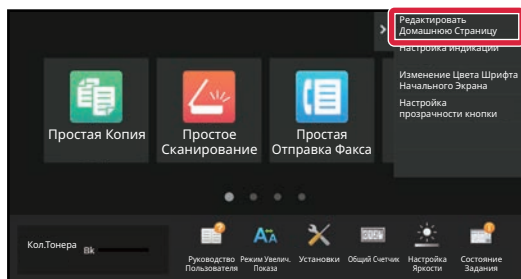 Редактировать
Домашнюю Страницу
Настройка индикации
Изменение Цвета Шрифта
Начального Экрана
Настройка
прозрачности кнопки
Простая Копия
Простое
Сканирование
Простая
Отправка Факса
Кол.Тонера
Bk
Руководство
Пользователя
Режим Увелич.
Показа
Установки
Общий Счетчик
Настройка
Яркости
Состояние
Задания